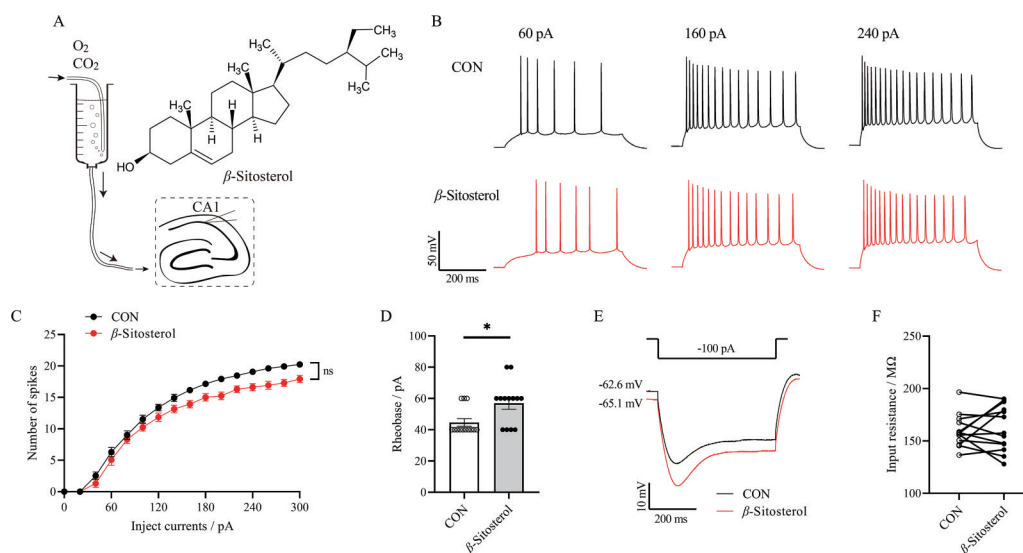 A
O2
CO2
CH3
H3C
CH3
CH3
CH3
CH3
H
H
H
HO
β-Sitosterol
CA1
B
60 pA
160 pA
240 pA
CON
β-Sitosterol
50 mV
200 ms
C
CON
β-Sitosterol
Number of spikes
25
20
15
10
5
0
ns
0
60
120
180
240
300
Inject currents / pA
D
Rheobase / pA
100
80
60
40
20
0
*
CON
β-Sitosterol
E
-100 pA
-62.6 mV
-65.1 mV
10 mV
200 ms
CON
β-Sitosterol
F
Input resistance / MΩ
250
200
150
100
CON
β-Sitosterol